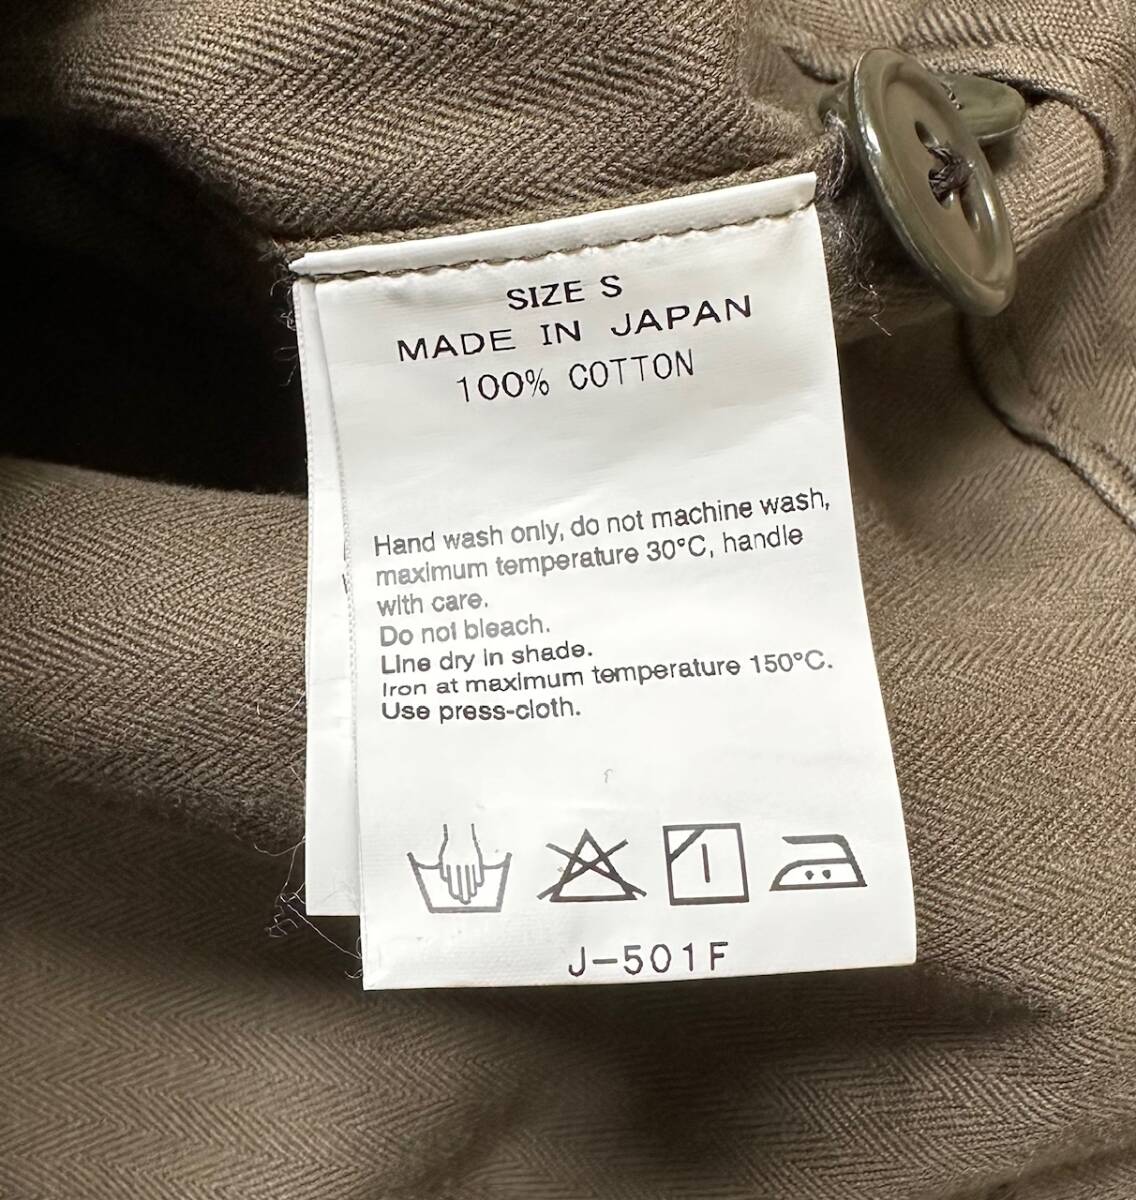 SIZE S
MADE IN JAPAN
100% COTTON
Hand wash only, do not machine wash,
maximum temperature 30°C, handle
with care.
Do not bleach.
Line dry in shade.
Iron at maximum temperature 150°C.
Use press-cloth.
J-501F